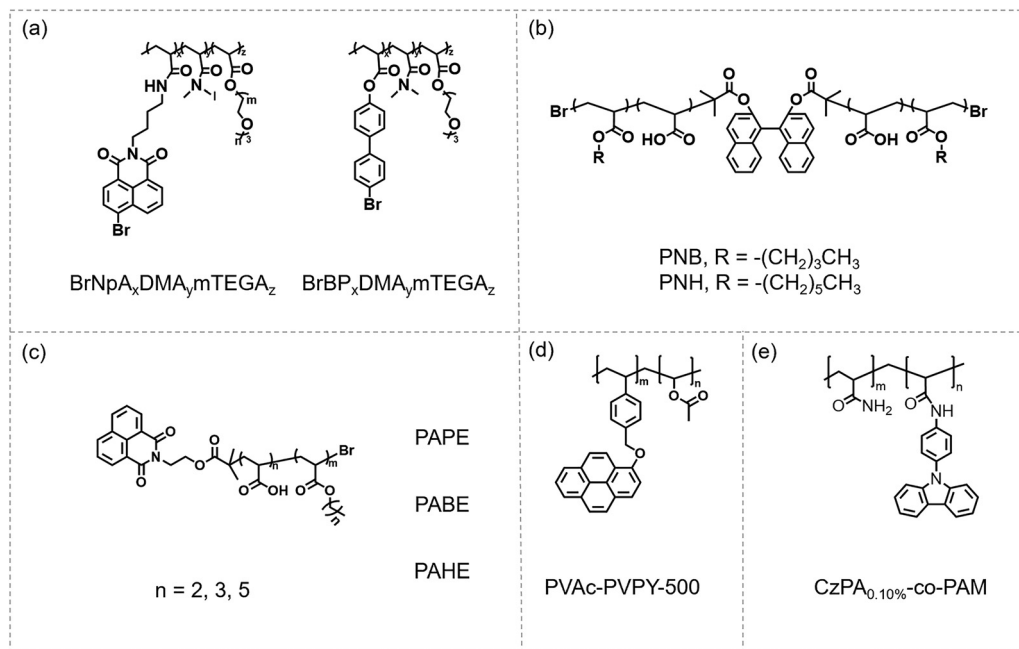 (a)
(b)
x
y
z
O
O
O
HN
N
O
m
O
n
3
O
N
O
Br
x
y
z
O
O
O
O
N
O
O
3
Br
BrNpAxDMAymTEGAz
BrBPxDMAymTEGAz
Br
O
O
Br
O
O
O
HO
O
O
OH
O
O
R
O
R
PNB, R = -(CH2)3CH3
PNH, R = -(CH2)5CH3
(c)
O
N
O
O
O
n
m
Br
O
OH
O
O
n
PAPE
PABE
PAHE
n = 2, 3, 5
(d)
m
n
O
O
O
PVAc-PVPY-500
(e)
m
n
O
NH2
O
NH
N
CzPA0.10%-co-PAM